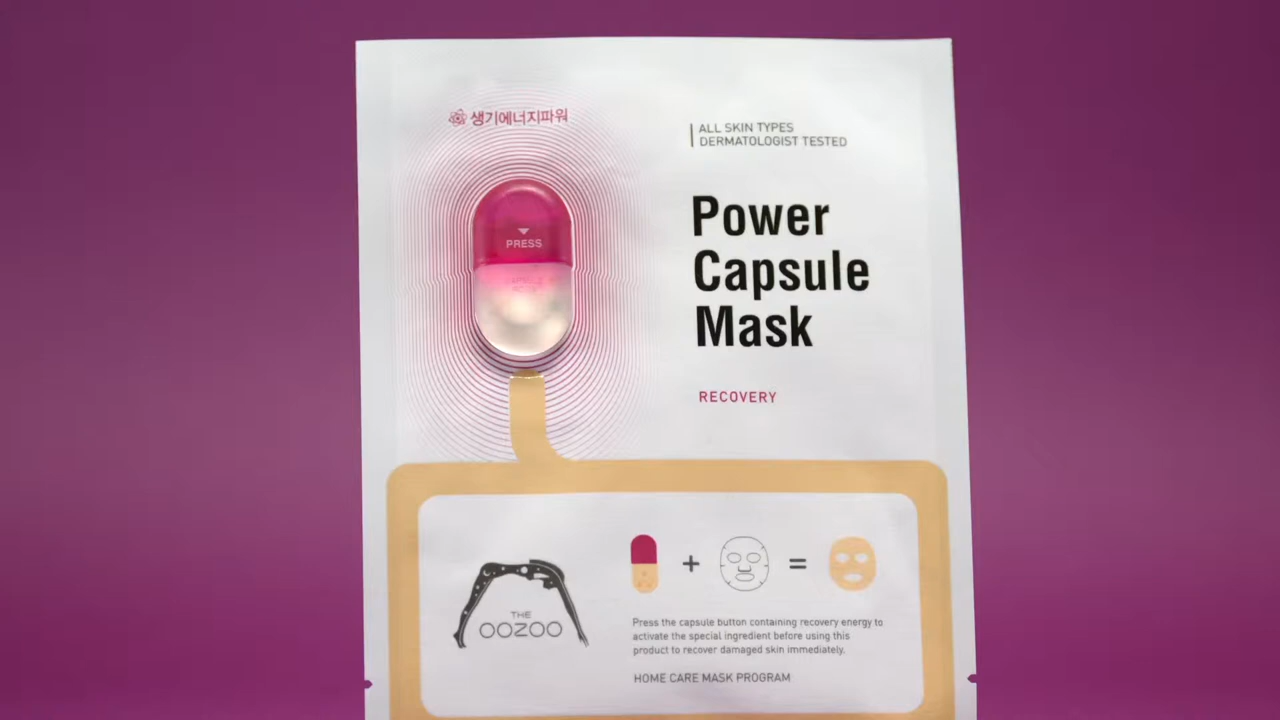 생기에너지파워
ALL SKIN TYPES
DERMATOLOGIST TESTED
PRESS
Power
Capsule
Mask
RECOVERY
THE
OOZOO
Press the capsule button containing recovery energy to
activate the special ingredient before using this
product to recover damaged skin immediately.
HOME CARE MASK PROGRAM